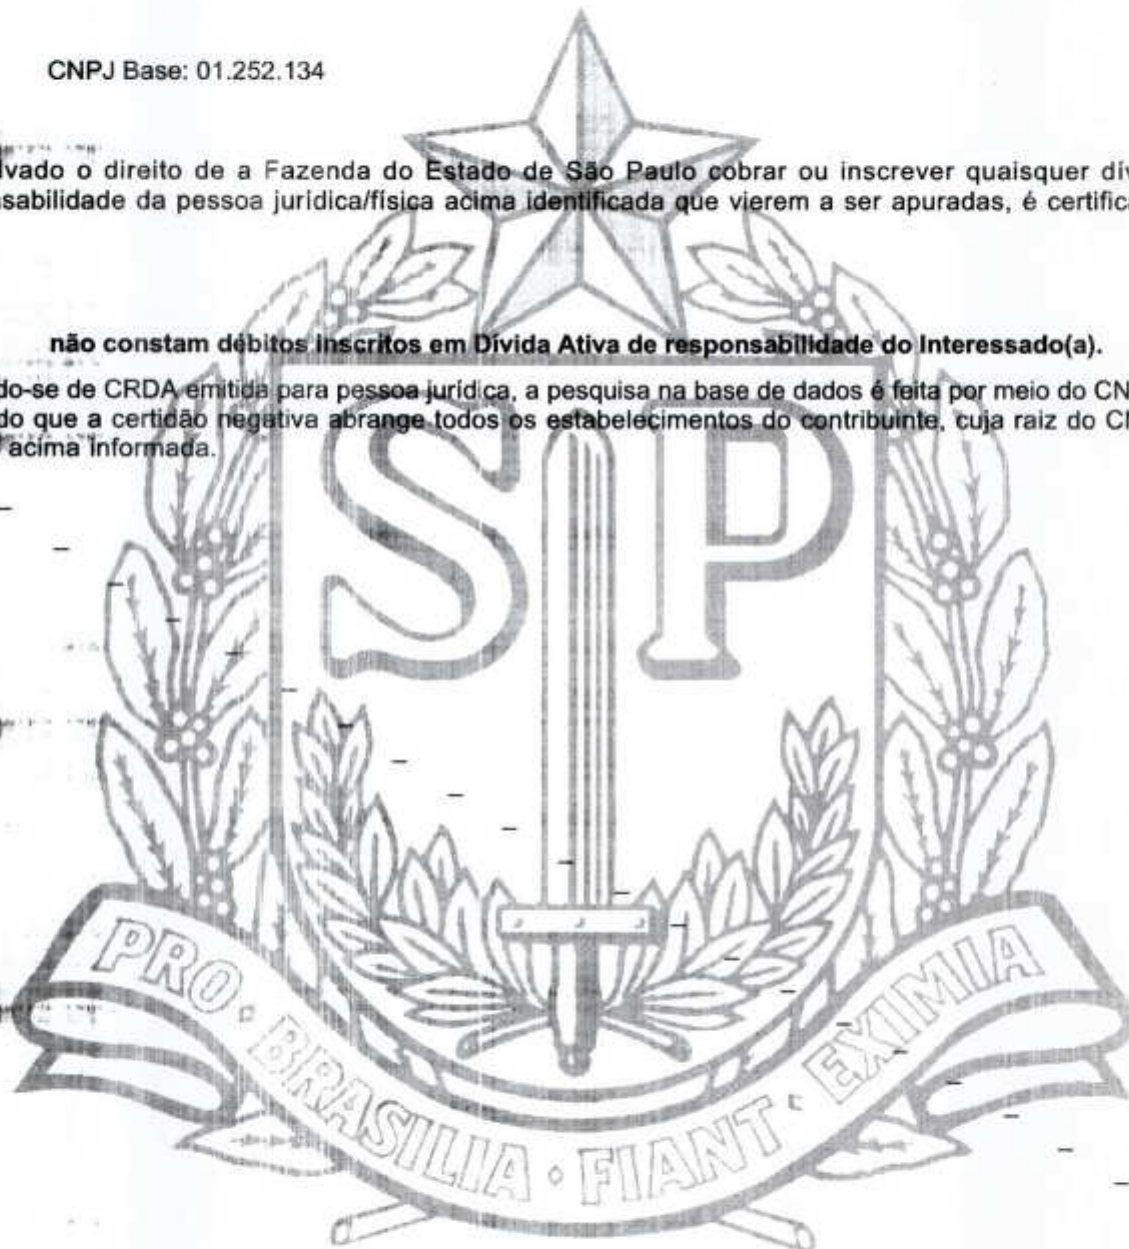 CNPJ Base: 01.252.134
vado o direito de a Fazenda do Estado de São Paulo cobrar ou inscrever quaisquer dív
sabilidade da pessoa jurídica/física acima identificada que vierem a ser apuradas, é certifica
não constam débitos inscritos em Dívida Ativa de responsabilidade do Interessado(a).
do-se de CRDA emitida para pessoa jurídica, a pesquisa na base de dados é feita por meio do CN
do que a certidão negativa abrange todos os estabelecimentos do contribuinte, cuja raiz do CN
acima informada.
SP
PRO · BRASILIA · FIANT · EXIMIA